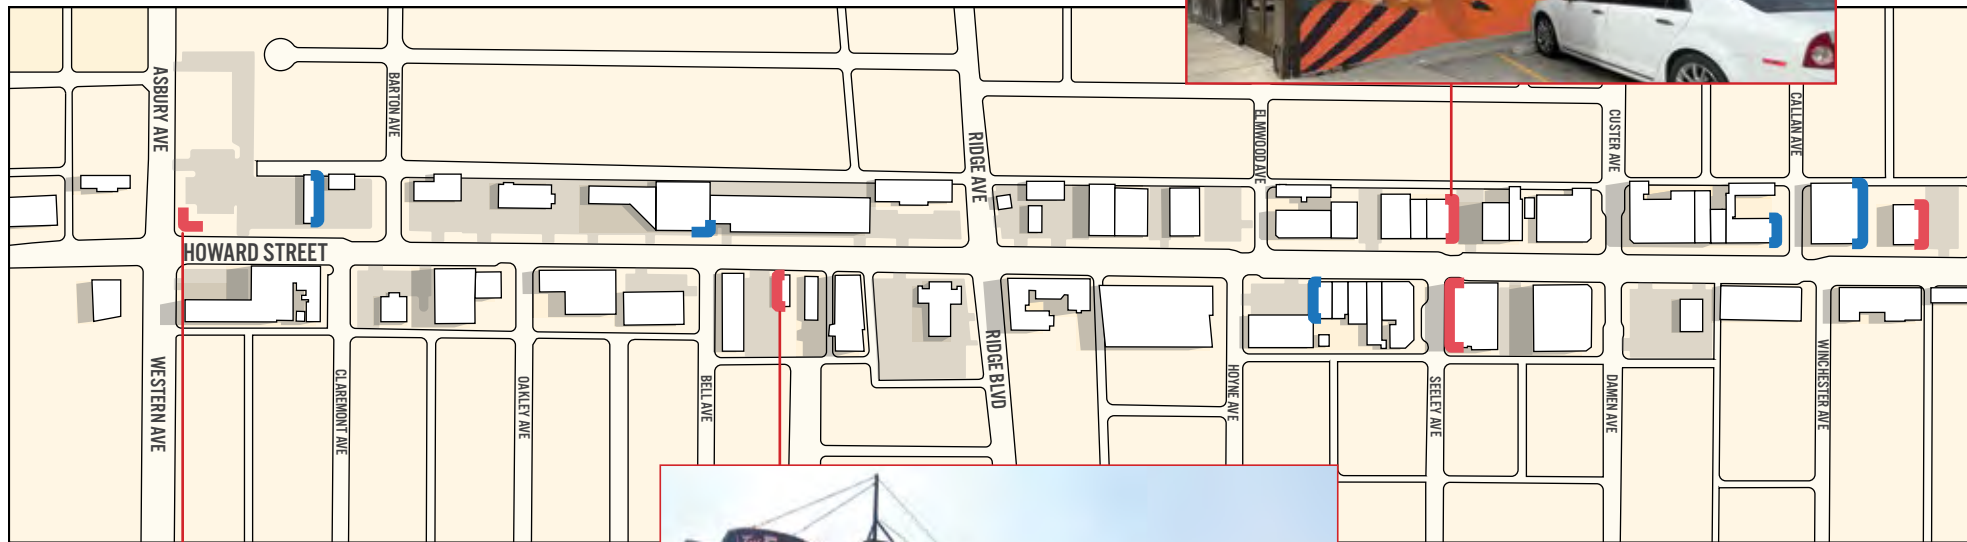 ASBURY AVE
BARTON AVE
RIDGE AVE
ELMWOOD AVE
CUSTER AVE
CALLAN AVE
HOWARD STREET
WESTERN AVE
CLAREMONT AVE
OAKLEY AVE
BELL AVE
RIDGE BLVD
HOYNE AVE
SEELEY AVE
DAMEN AVE
WINCHESTER AVE